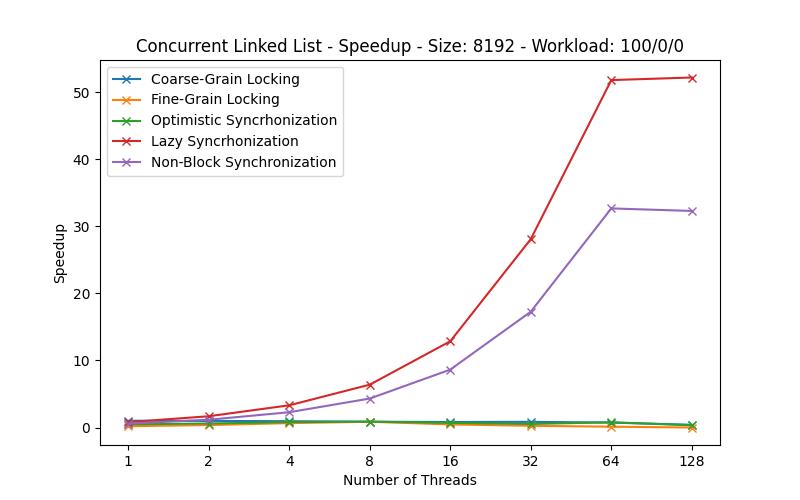 Concurrent Linked List - Speedup - Size: 8192 - Workload: 100/0/0
Coarse-Grain Locking
Fine-Grain Locking
Optimistic Syncrhonization
Lazy Syncrhonization
Non-Block Synchronization
50
40
30
20
10
0
Speedup
1 2 4 8 16 32 64 128
Number of Threads